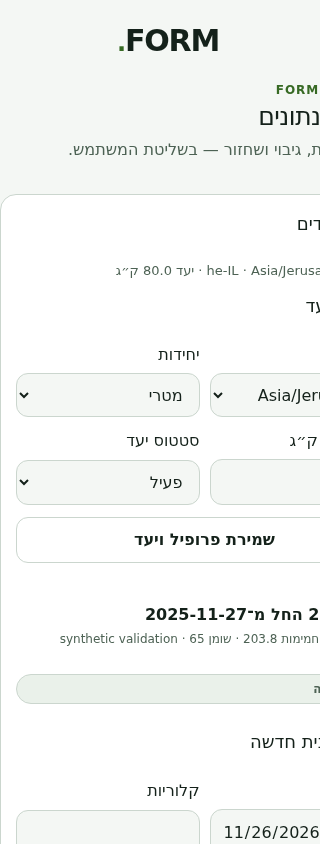 FORM.
FORM
נתונים
ת, גיבוי ושחזור — בשליטת המשתמש.
he-IL · Asia/Jerusa · יעד 80.0 ק״ג
יחידות
Asia/Jeru מטרי
ק״ג סטטוס יעד
פעיל
שמירת פרופיל ויעד
2 החל מ־2025-11-27
חמימות 203.8 · שומן 65 · synthetic validation
ית חדשה
קלוריות
11/26/2026